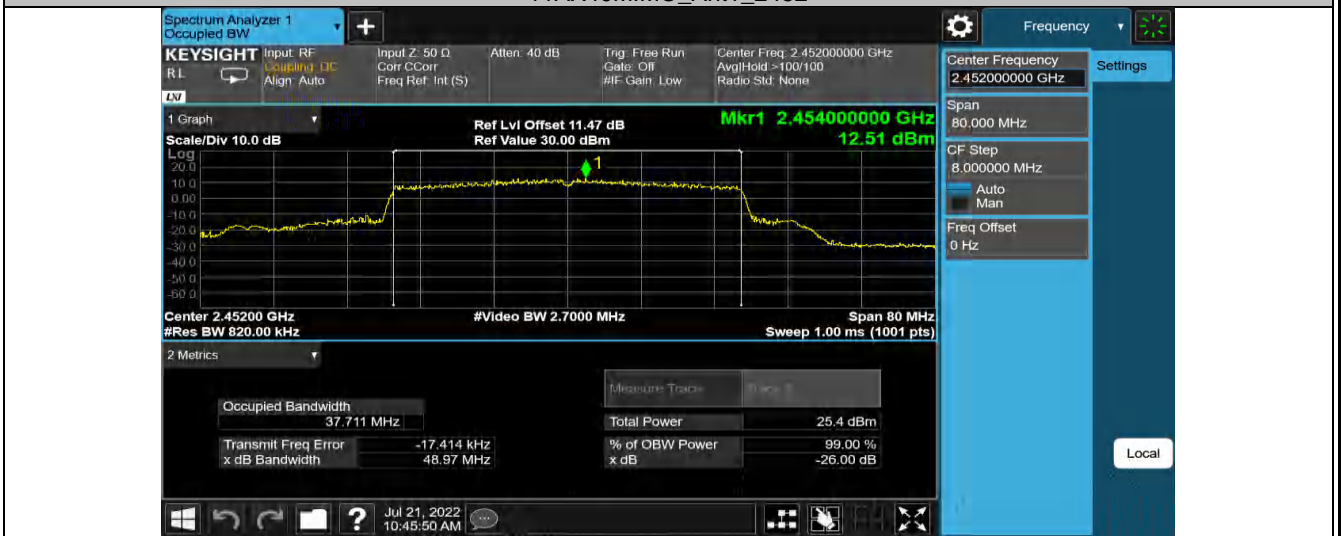 Spectrum Analyzer 1
Occupied BW
+
Frequency
KEYSIGHT
R L
LXI
Input: RF
Coupling: DC
Align: Auto
Input Z: 50 Ω
Corr CCorr
Freq Ref: Int (S)
Atten: 40 dB
Trig: Free Run
Gate: Off
#IF Gain: Low
Center Freq: 2.452000000 GHz
Avg|Hold >100/100
Radio Std: None
Center Frequency
2.452000000 GHz
Settings
Span
80.000 MHz
CF Step
8.000000 MHz
Auto
Man
Freq Offset
0 Hz
1 Graph
Scale/Div 10.0 dB
Ref Lvl Offset 11.47 dB
Ref Value 30.00 dBm
Mkr1 2.454000000 GHz
12.51 dBm
Log
20.0
10.0
0.00
-10.0
-20.0
-30.0
-40.0
-50.0
-60.0
1
Center 2.45200 GHz
#Res BW 820.00 kHz
#Video BW 2.7000 MHz
Span 80 MHz
Sweep 1.00 ms (1001 pts)
2 Metrics
Measure Trace
Occupied Bandwidth
37.711 MHz
Total Power 25.4 dBm
Transmit Freq Error -17.414 kHz
% of OBW Power 99.00 %
x dB Bandwidth 48.97 MHz
x dB -26.00 dB
Local
?
Jul 21, 2022
10:45:50 AM